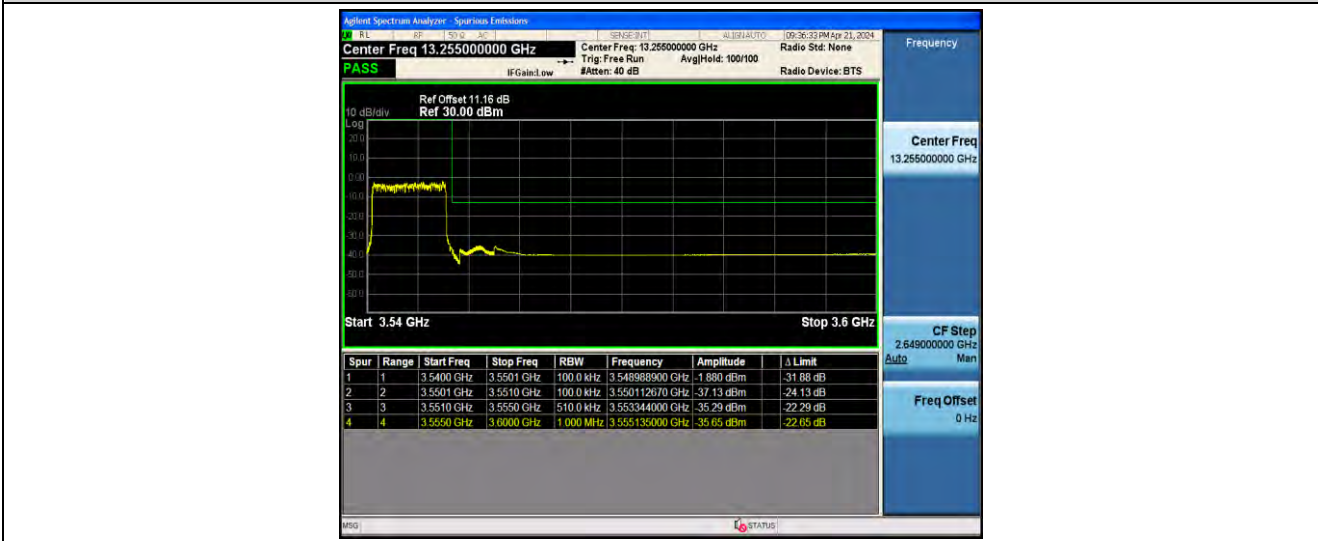 Agilent Spectrum Analyzer - Spurious Emissions
RL RF 50 Ω AC SENSE:INT ALIGNAUTO 09:36:33 PM Apr 21, 2024
Center Freq 13.255000000 GHz
Center Freq: 13.255000000 GHz
Radio Std: None
Trig: Free Run Avg|Hold: 100/100
PASS
IFGain:Low
#Atten: 40 dB
Radio Device: BTS
Frequency
Ref Offset 11.16 dB
10 dB/div Ref 30.00 dBm
Log
20.0
10.0
0.00
-10.0
-20.0
-30.0
-40.0
-50.0
-60.0
Start 3.54 GHz
Stop 3.6 GHz
Center Freq
13.255000000 GHz
CF Step
2.649000000 GHz
Auto Man
Freq Offset
0 Hz
Spur Range Start Freq Stop Freq RBW Frequency Amplitude Δ Limit
1 1 3.5400 GHz 3.5501 GHz 100.0 kHz 3.548988900 GHz -1.880 dBm -31.88 dB
2 2 3.5501 GHz 3.5510 GHz 100.0 kHz 3.550112670 GHz -37.13 dBm -24.13 dB
3 3 3.5510 GHz 3.5550 GHz 510.0 kHz 3.553344000 GHz -35.29 dBm -22.29 dB
4 4 3.5550 GHz 3.6000 GHz 1.000 MHz 3.555135000 GHz -35.65 dBm -22.65 dB
MSG
STATUS